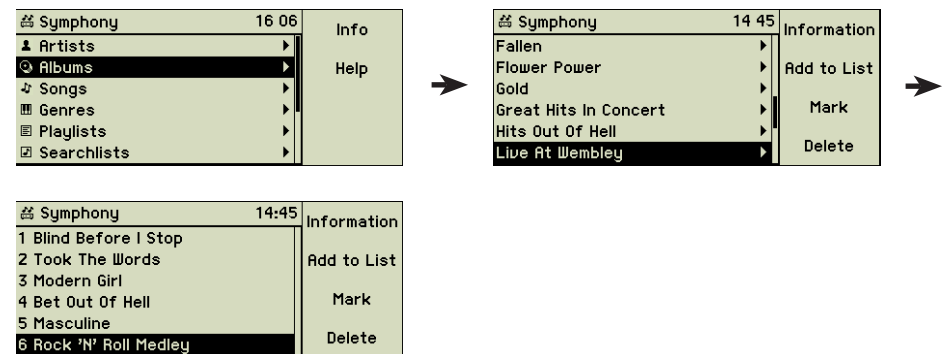 Symphony 16 06
Artists
Albums
Songs
Genres
Playlists
Searchlists
Info
Help
Symphony 14 45
Fallen
Flower Power
Gold
Great Hits In Concert
Hits Out Of Hell
Live At Wembley
Information
Add to List
Mark
Delete
Symphony 14:45
1 Blind Before I Stop
2 Took The Words
3 Modern Girl
4 Bet Out Of Hell
5 Masculine
6 Rock 'N' Roll Medley
Information
Add to List
Mark
Delete